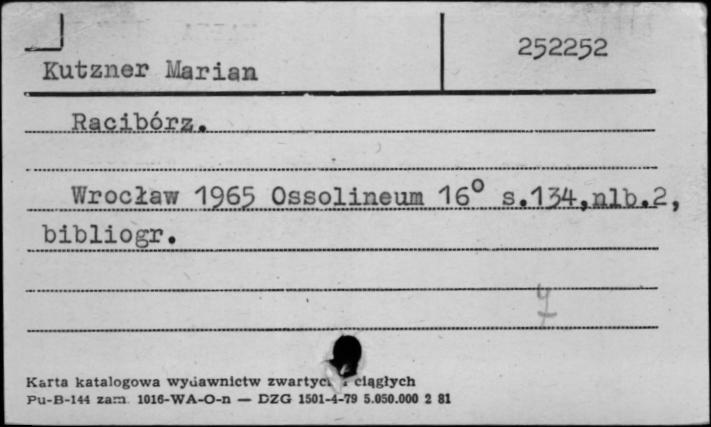 252252
Kutzner Marian
Racibórz.
Wrocław 1965 Ossolineum 16° s.134,nlb.2,
bibliogr.
Karta katalogowa wydawnictw ciągłych
Pu-B-144 zam. 1016-WA-O-n — DZG 1501-4-79 5.050.000 2 81